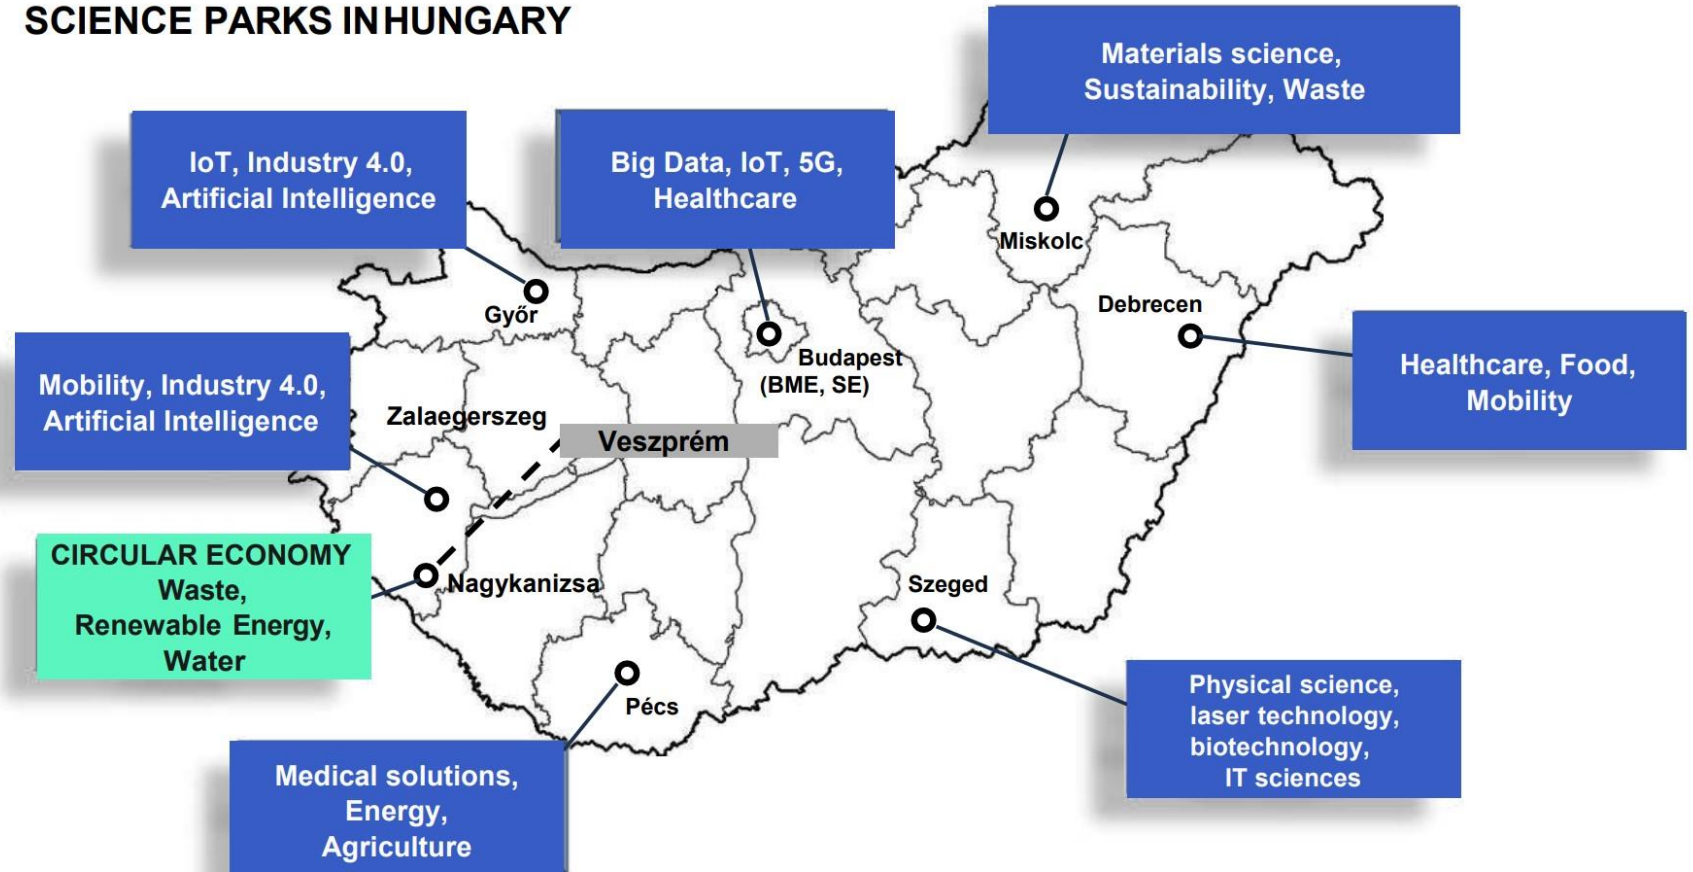 SCIENCE PARKS IN HUNGARY
Materials science,
Sustainability, Waste
IoT, Industry 4.0,
Artificial Intelligence
Big Data, IoT, 5G,
Healthcare
Miskolc
Győr
Debrecen
Budapest
(BME, SE)
Healthcare, Food,
Mobility
Mobility, Industry 4.0,
Artificial Intelligence
Zalaegerszeg
Veszprém
CIRCULAR ECONOMY
Waste,
Renewable Energy,
Water
Nagykanizsa
Szeged
Pécs
Physical science,
laser technology,
biotechnology,
IT sciences
Medical solutions,
Energy,
Agriculture